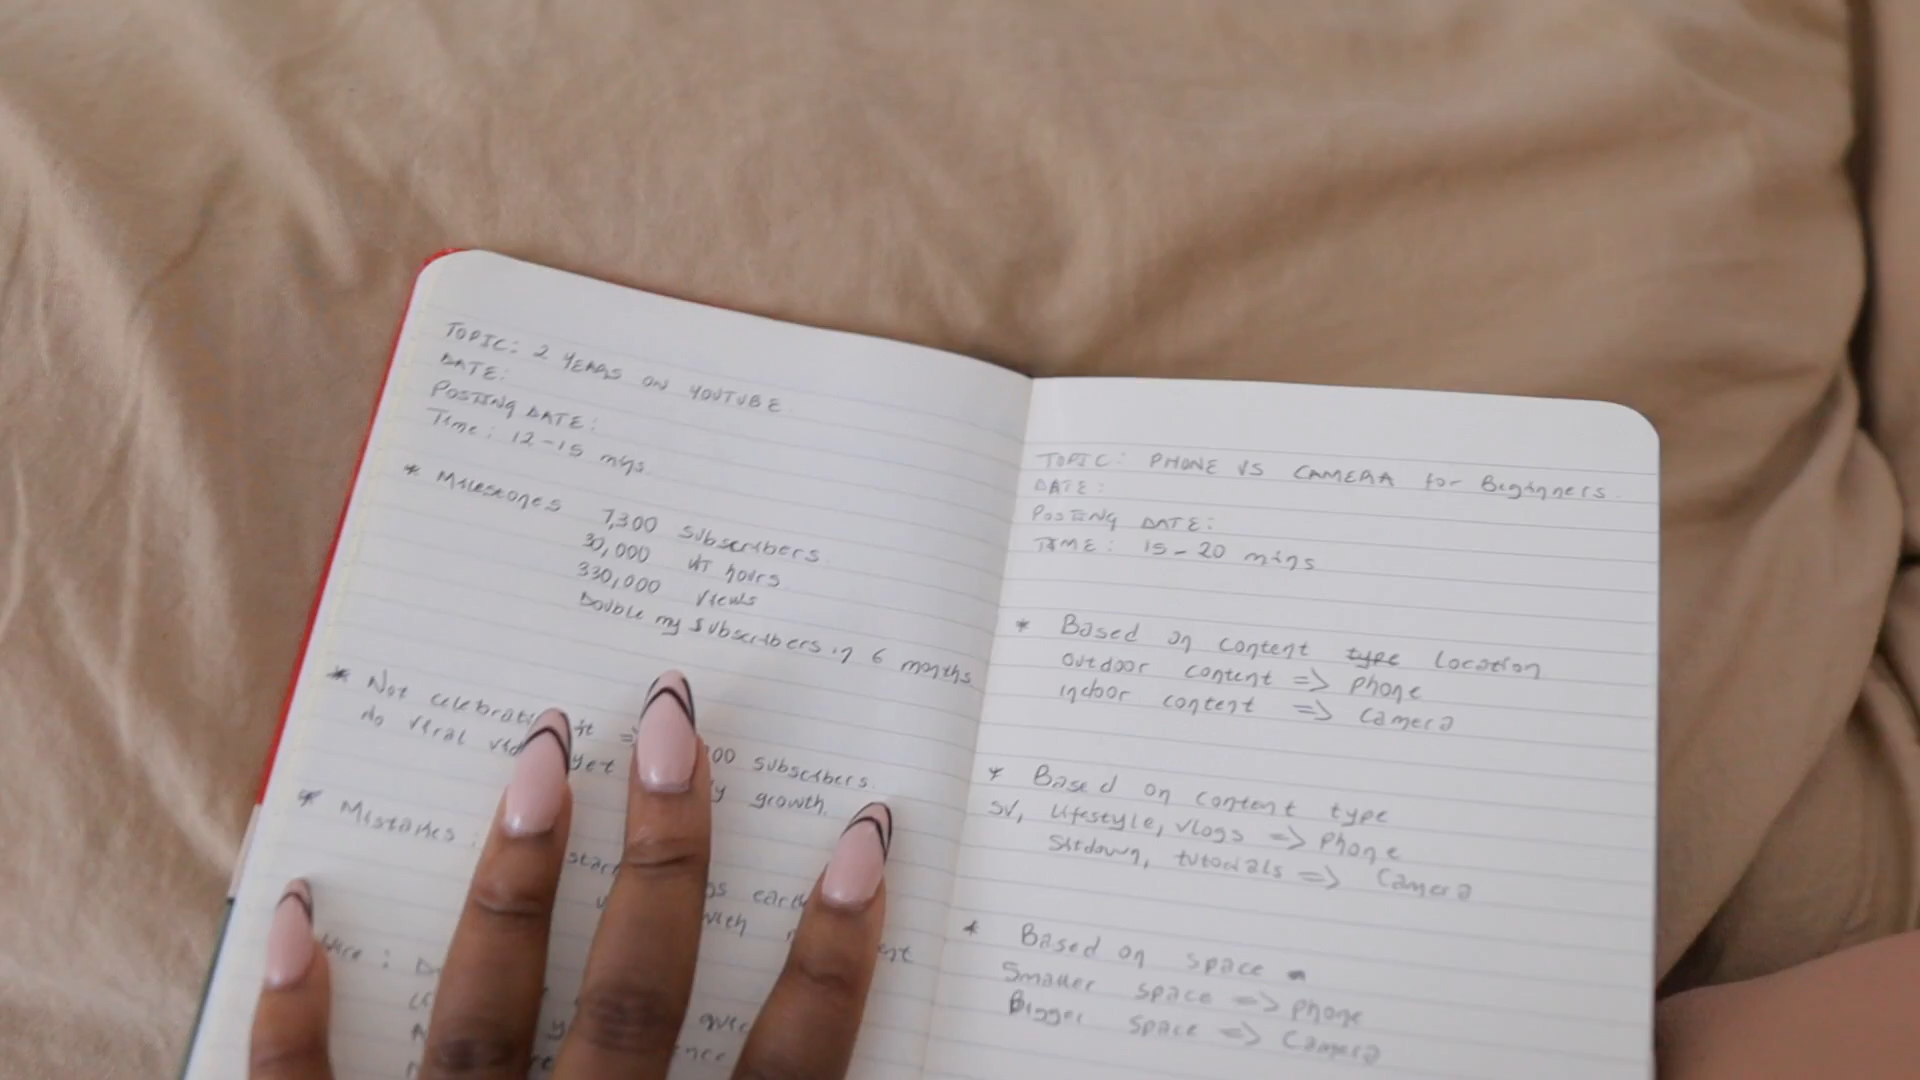 TOPIC: 2 YEARS ON YOUTUBE
DATE:
POSTING DATE:
Time: 12-15 mins
* Milestones 7,300 subscribers
30,000 WT hours
330,000 views
Double my subscribers in 6 months
* Not it => 00 subscribers.
No viral yet y growth.
* Mistakes :
with
TOPIC: PHONE VS CAMERA for Beginners
DATE:
POSTING DATE:
TIME: 15-20 mins
* Based on content type location
outdoor content => phone
indoor content => camera
* Based on content type
SV, lifestyle, vlogs => phone
Sitdown, tutorials => Camera
* Based on space
Smaller space => phone
Bigger space => Camera